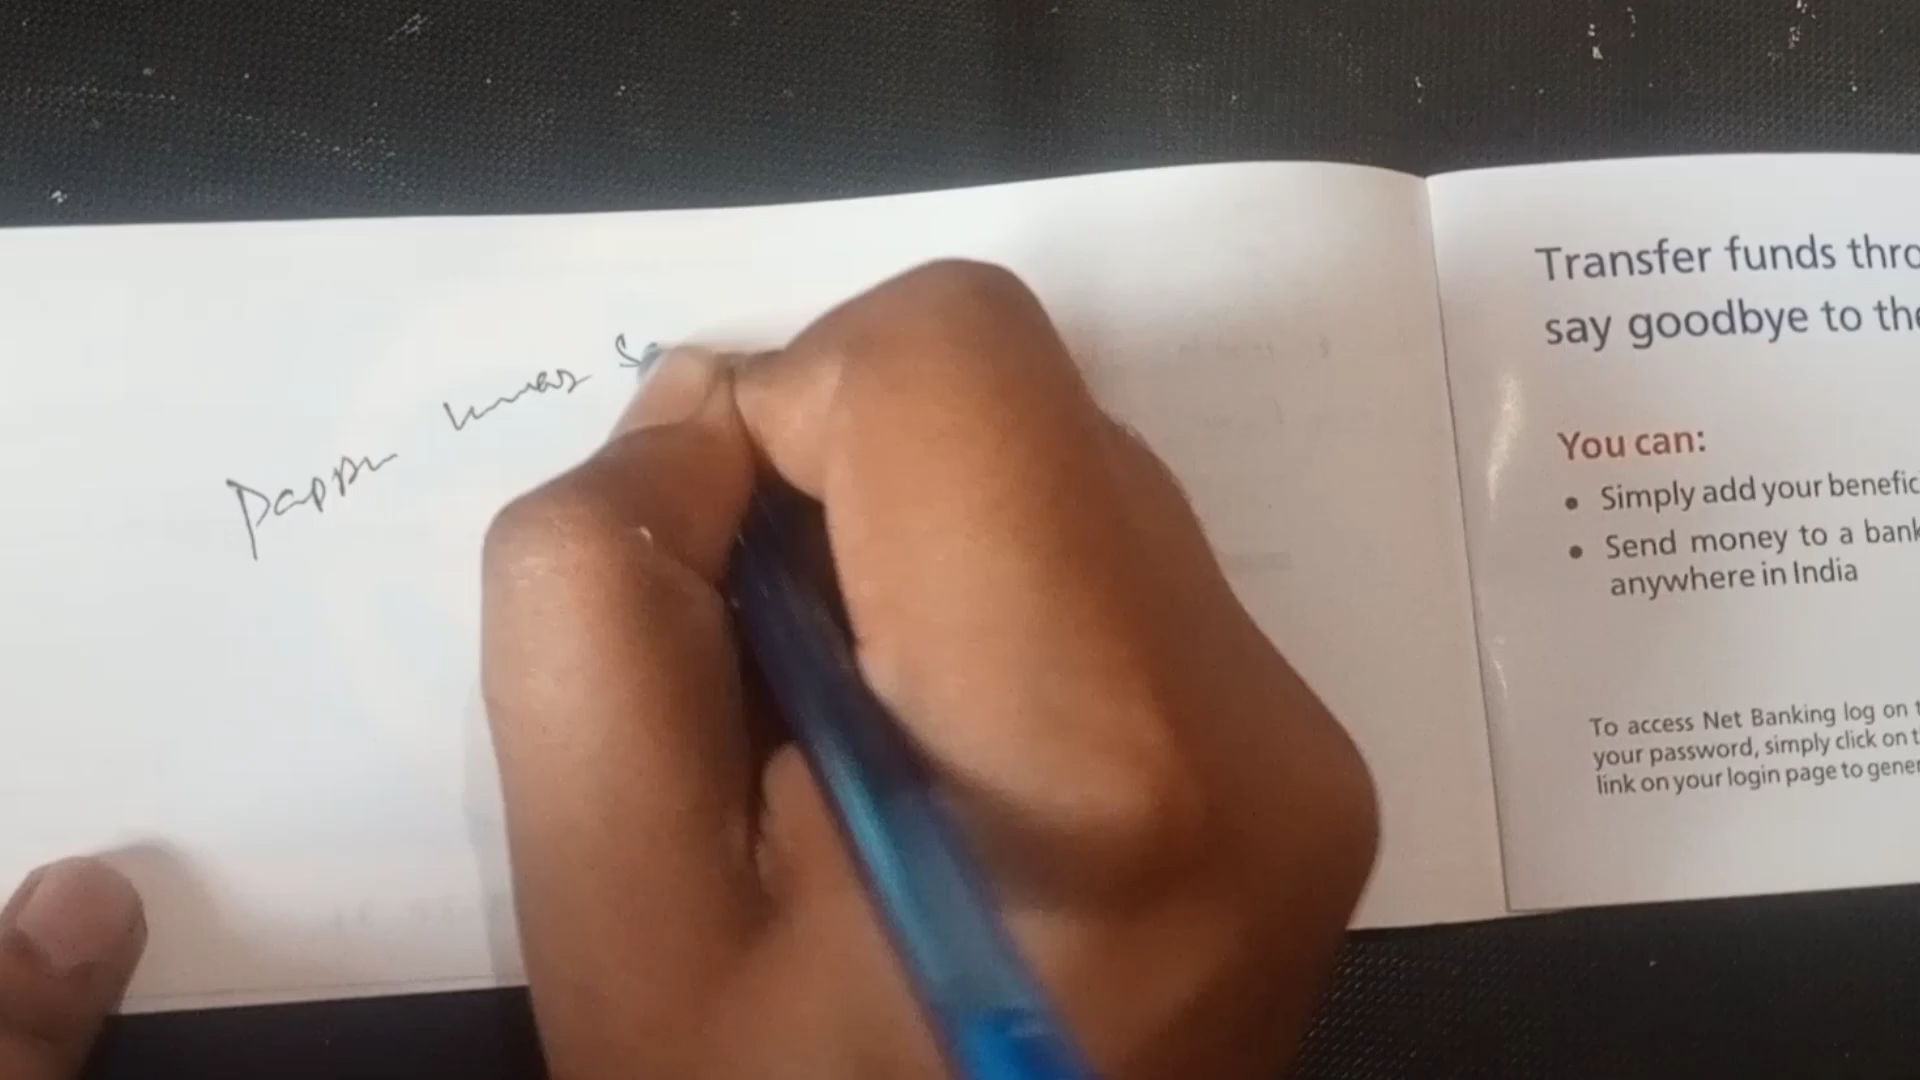 Pappu kumar S
Transfer funds thro
say goodbye to the
You can:
• Simply add your benefic
• Send money to a bank
anywhere in India
To access Net Banking log on t
your password, simply click on t
link on your login page to gener